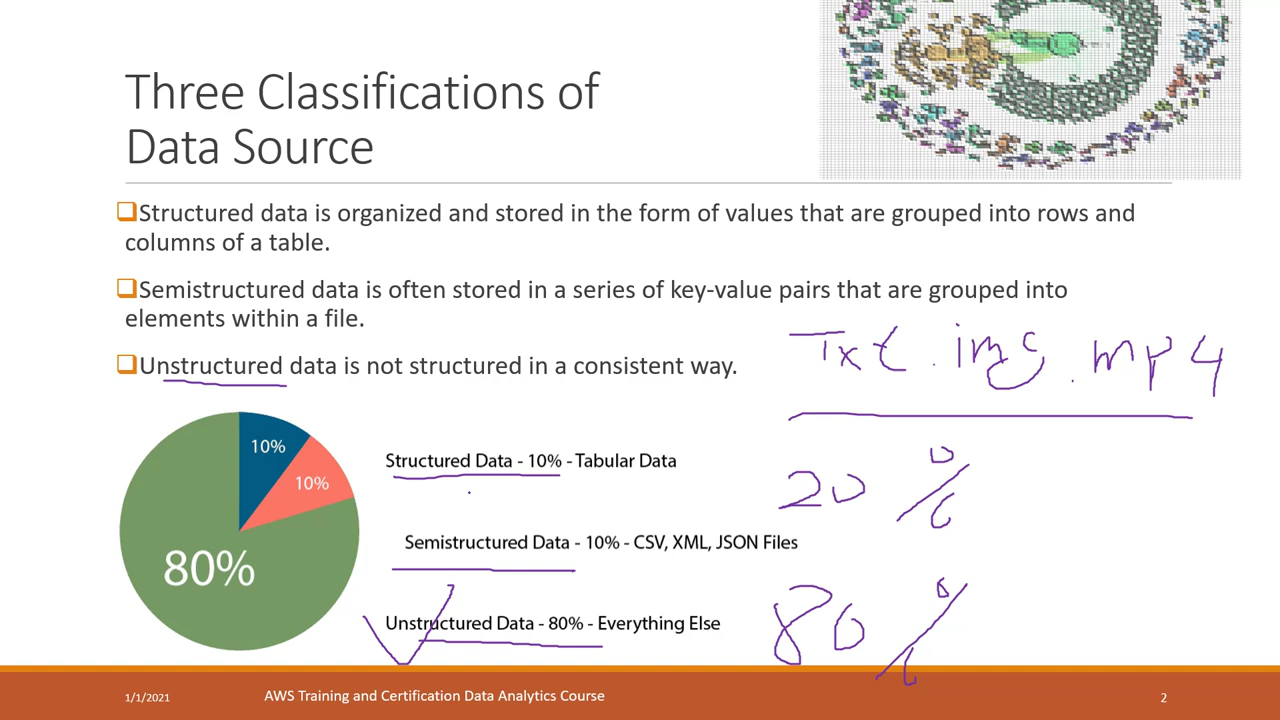 Three Classifications of
Data Source
Structured data is organized and stored in the form of values that are grouped into rows and
columns of a table.
Semistructured data is often stored in a series of key-value pairs that are grouped into
elements within a file.
Unstructured data is not structured in a consistent way.
Txt . img . mp4
10%
10%
80%
Structured Data - 10% - Tabular Data
20 %
Semistructured Data - 10% - CSV, XML, JSON Files
Unstructured Data - 80% - Everything Else
80 %
1/1/2021
AWS Training and Certification Data Analytics Course
2